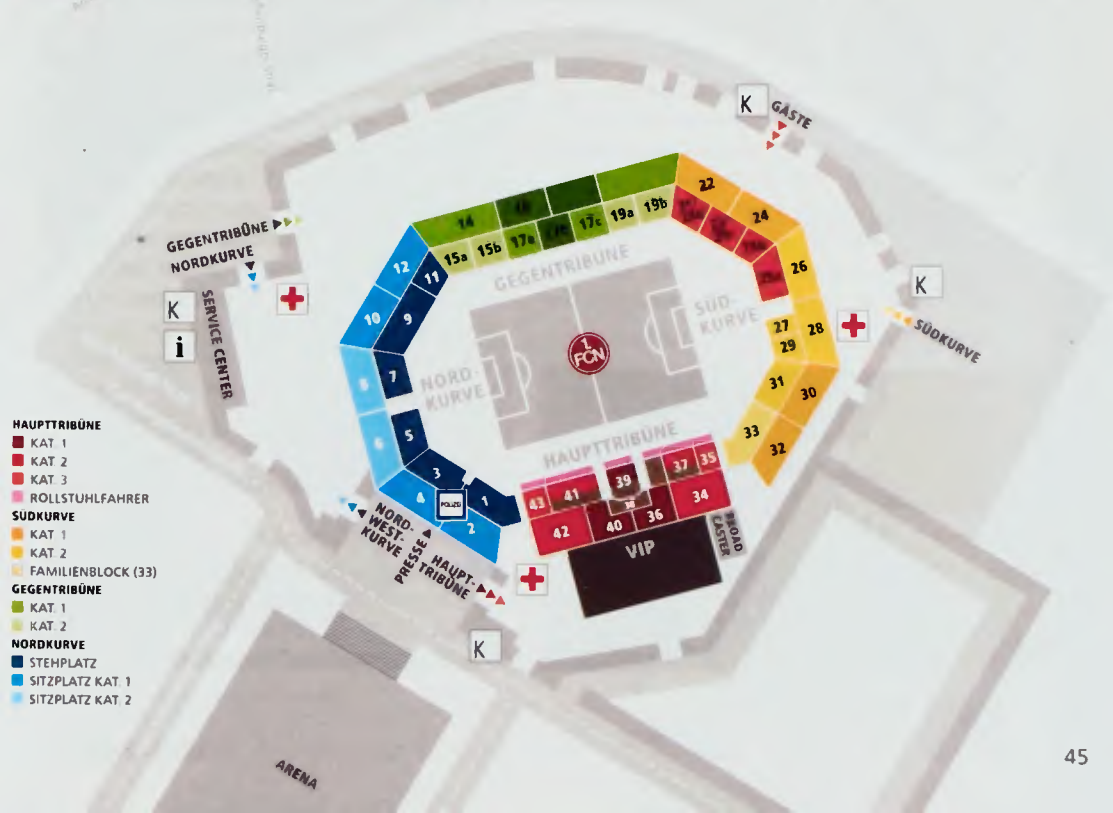 K
GÄSTE
22
24
14
19a
19b
17c
17a
15b
15a
GEGENTRIBÜNE
NORDKURVE
12
11
26
K
SERVICE CENTER
i
GEGENTRIBÜNE
SÜD-
KURVE
K
SÜDKURVE
10
9
27
29
28
1.
FCN
8
7
NORD-
KURVE
31
30
6
5
33
32
HAUPTTRIBÜNE
3
1
4
2
POLIZEI
43
41
39
37
35
38
42
40
36
34
VIP
BROAD
CASTER
NORD-
WEST-
KURVE
PRESSE
HAUPT-
TRIBÜNE
K
ARENA
HAUPTTRIBÜNE
KAT. 1
KAT. 2
KAT. 3
ROLLSTUHLFAHRER
SÜDKURVE
KAT. 1
KAT. 2
FAMILIENBLOCK (33)
GEGENTRIBÜNE
KAT. 1
KAT. 2
NORDKURVE
STEHPLATZ
SITZPLATZ KAT. 1
SITZPLATZ KAT. 2
45